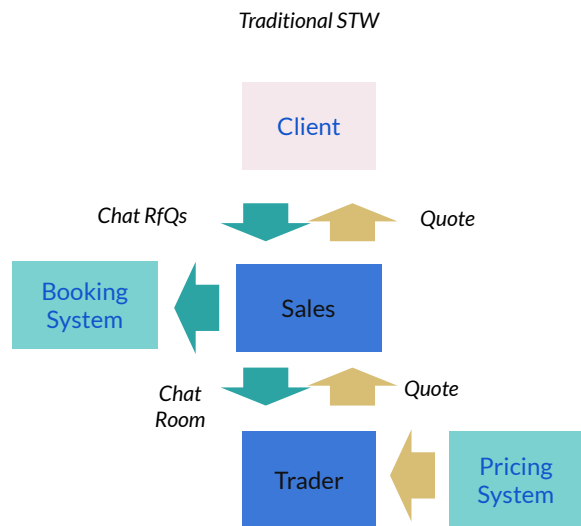 Traditional STW
Client
Chat RfQs
Quote
Booking
System
Sales
Chat
Room
Quote
Trader
Pricing
System